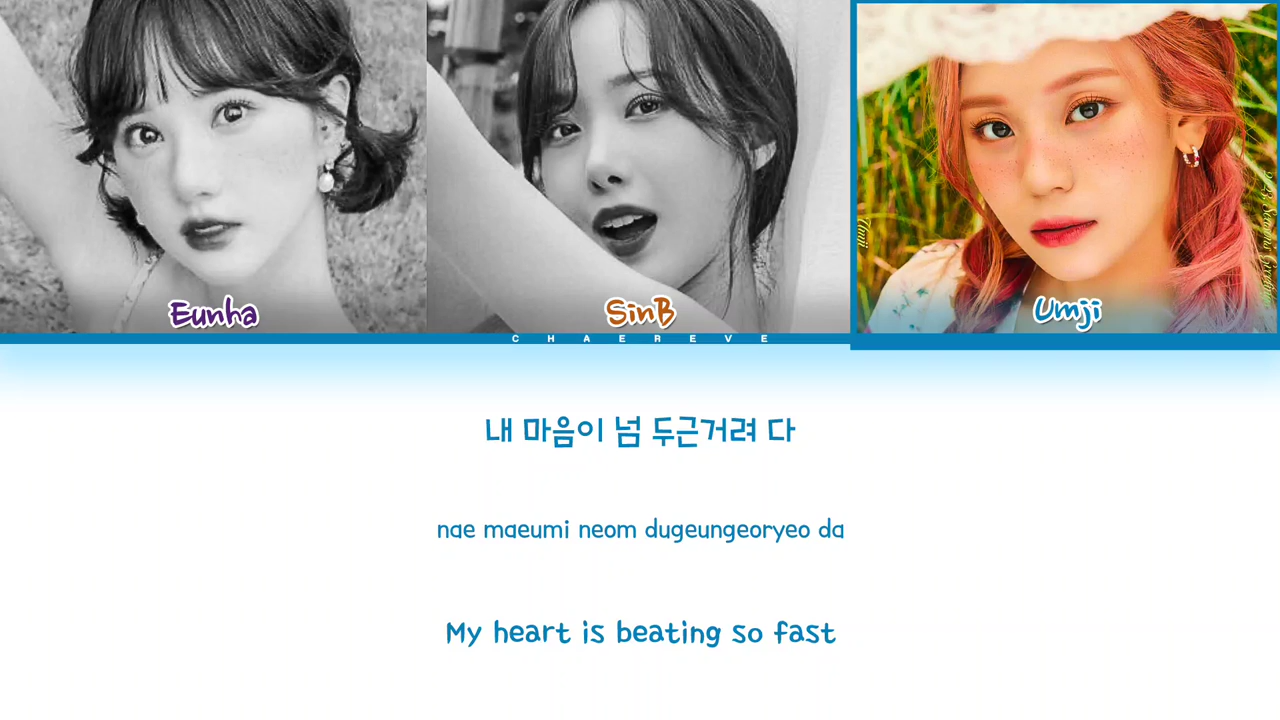 Eunha
SinB
Umji
CHAEREVE
내 마음이 넘 두근거려 다
nae maeumi neom dugeungeoryeo da
My heart is beating so fast